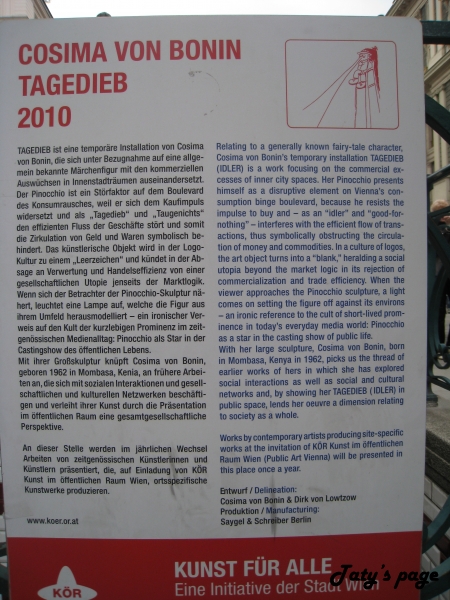 COSIMA VON BONIN
TAGEDIEB
2010
TAGEDIEB ist eine temporäre Installation von Cosima
von Bonin, die sich unter Bezugnahme auf eine allge-
mein bekannte Märchenfigur mit den kommerziellen
Auswüchsen in Innenstadträumen auseinandersetzt.
Der Pinocchio ist ein Störfaktor auf dem Boulevard
des Konsumrausches, weil er sich dem Kaufimpuls
widersetzt und als „Tagedieb“ und „Taugenichts“
den effizienten Fluss der Geschäfte stört und somit
die Zirkulation von Geld und Waren symbolisch be-
hindert. Das künstlerische Objekt wird in der Logo-
Kultur zu einem „Leerzeichen“ und kündet in der Ab-
sage an Verwertung und Handelseffizienz von einer
gesellschaftlichen Utopie jenseits der Marktlogik.
Wenn sich der Betrachter der Pinocchio-Skulptur nä-
hert, leuchtet eine Lampe auf, welche die Figur aus
ihrem Umfeld herausmodelliert – ein ironischer Ver-
weis auf den Kult der kurzlebigen Prominenz im zeit-
genössischen Medienalltag: Pinocchio als Star in der
Castingshow des öffentlichen Lebens.
Mit ihrer Großskulptur knüpft Cosima von Bonin,
geboren 1962 in Mombasa, Kenia, an frühere Arbei-
ten an, die sich mit sozialen Interaktionen und gesell-
schaftlichen und kulturellen Netzwerken beschäfti-
gen und verleiht ihrer Kunst durch die Präsentation
im öffentlichen Raum eine gesamtgesellschaftliche
Perspektive.
An dieser Stelle werden im jährlichen Wechsel
Arbeiten von zeitgenössischen Künstlerinnen und
Künstlern präsentiert, die, auf Einladung von KÖR
Kunst im öffentlichen Raum Wien, ortsspezifische
Kunstwerke produzieren.
www.koer.or.at
Relating to a generally known fairy-tale character,
Cosima von Bonin's temporary installation TAGEDIEB
(IDLER) is a work focusing on the commercial ex-
cesses of inner city spaces. Her Pinocchio presents
himself as a disruptive element on Vienna's con-
sumption binge boulevard, because he resists the
impulse to buy and – as an "idler" and "good-for-
nothing" – interferes with the efficient flow of trans-
actions, thus symbolically obstructing the circula-
tion of money and commodities. In a culture of logos,
the art object turns into a "blank," heralding a social
utopia beyond the market logic in its rejection of
commercialization and trade efficiency. When the
viewer approaches the Pinocchio sculpture, a light
comes on setting the figure off against its environs
– an ironic reference to the cult of short-lived prom-
inence in today's everyday media world: Pinocchio
as a star in the casting show of public life.
With her large sculpture, Cosima von Bonin, born
in Mombasa, Kenya in 1962, picks us the thread of
earlier works of hers in which she has explored
social interactions as well as social and cultural
networks and, by showing her TAGEDIEB (IDLER) in
public space, lends her oeuvre a dimension relating
to society as a whole.
Works by contemporary artists producing site-specific
works at the invitation of KÖR Kunst im öffentlichen
Raum Wien (Public Art Vienna) will be presented in
this place once a year.
Entwurf / Delineation:
Cosima von Bonin & Dirk von Lowtzow
Produktion / Manufacturing:
Saygel & Schreiber Berlin
KÖR
KUNST FÜR ALLE
Eine Initiative der Stadt Wien
Taty's page